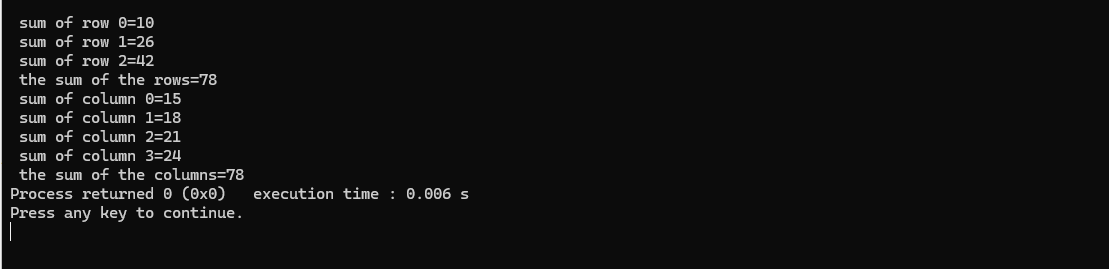 sum of row 0=10
sum of row 1=26
sum of row 2=42
the sum of the rows=78
sum of column 0=15
sum of column 1=18
sum of column 2=21
sum of column 3=24
the sum of the columns=78
Process returned 0 (0x0)   execution time : 0.006 s
Press any key to continue.